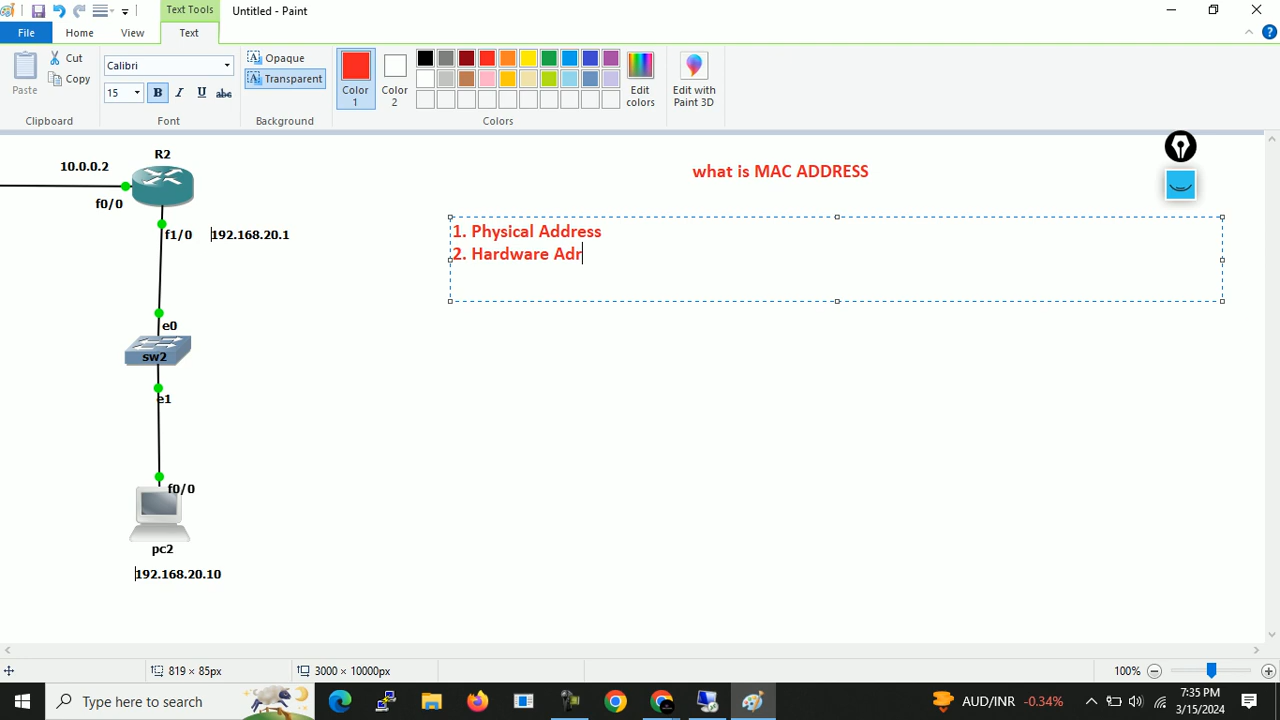 Text Tools
Untitled - Paint
File
Home
View
Text
Paste
Cut
Copy
Clipboard
Calibri
15
B
I
U
abc
Font
Opaque
Transparent
Background
Color 1
Color 2
Edit colors
Colors
Edit with Paint 3D
R2
10.0.0.2
f0/0
f1/0
192.168.20.1
e0
sw2
e1
f0/0
pc2
192.168.20.10
what is MAC ADDRESS
1. Physical Address
2. Hardware Adr
819 × 85px
3000 × 10000px
100%
Type here to search
AUD/INR -0.34%
7:35 PM
3/15/2024